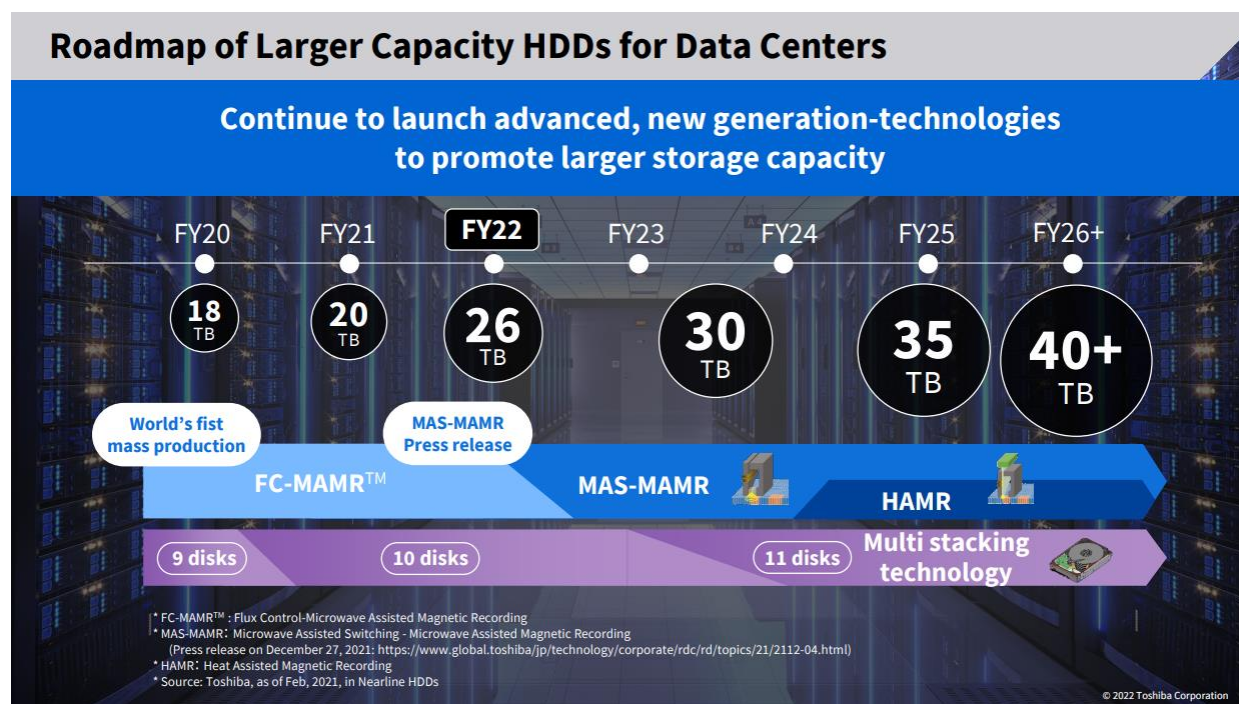 Roadmap of Larger Capacity HDDs for Data Centers
Continue to launch advanced, new generation-technologies
to promote larger storage capacity
FY20
FY21
FY22
FY23
FY24
FY25
FY26+
18
TB
20
TB
26
TB
30
TB
35
TB
40+
TB
World's fist
mass production
MAS-MAMR
Press release
FC-MAMR™
MAS-MAMR
HAMR
9 disks
10 disks
11 disks
Multi stacking
technology
* FC-MAMR™ : Flux Control-Microwave Assisted Magnetic Recording
* MAS-MAMR: Microwave Assisted Switching - Microwave Assisted Magnetic Recording
(Press release on December 27, 2021: https://www.global.toshiba/jp/technology/corporate/rdc/rd/topics/21/2112-04.html)
* HAMR: Heat Assisted Magnetic Recording
* Source: Toshiba, as of Feb, 2021, in Nearline HDDs
© 2022 Toshiba Corporation